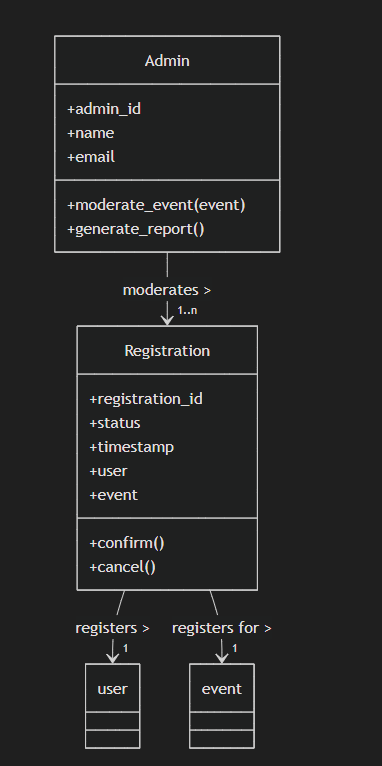 Admin
+admin_id
+name
+email
+moderate_event(event)
+generate_report()
moderates >
1..n
Registration
+registration_id
+status
+timestamp
+user
+event
+confirm()
+cancel()
registers >
registers for >
1
1
user
event